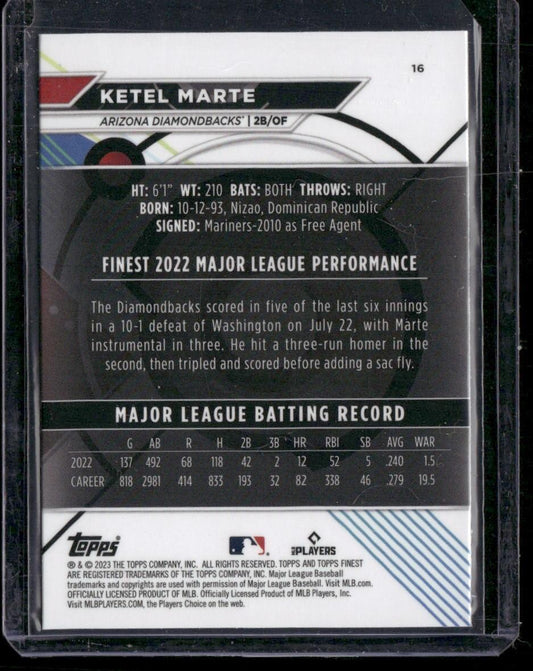 16
KETEL MARTE
ARIZONA DIAMONDBACKS® | 2B/OF
HT: 6'1" WT: 210 BATS: BOTH THROWS: RIGHT
BORN: 10-12-93, Nizao, Dominican Republic
SIGNED: Mariners-2010 as Free Agent
FINEST 2022 MAJOR LEAGUE PERFORMANCE
The Diamondbacks scored in five of the last six innings
in a 10-1 defeat of Washington on July 22, with Marte
instrumental in three. He hit a three-run homer in the
second, then tripled and scored before adding a sac fly.
MAJOR LEAGUE BATTING RECORD
G AB R H 2B 3B HR RBI SB AVG WAR
2022 137 492 68 118 42 2 12 52 5 .240 1.5
CAREER 818 2981 414 833 193 32 82 338 46 .279 19.5
Topps
PLAYERS
® & © 2023 THE TOPPS COMPANY, INC. ALL RIGHTS RESERVED. TOPPS AND TOPPS FINEST
ARE REGISTERED TRADEMARKS OF THE TOPPS COMPANY, INC. Major League Baseball
trademarks and copyrights are used with permission of Major League Baseball. Visit MLB.com.
OFFICIALLY LICENSED PRODUCT OF MLB. Officially Licensed Product of MLB Players, Inc.
Visit MLBPLAYERS.COM, the Players Choice on the web.